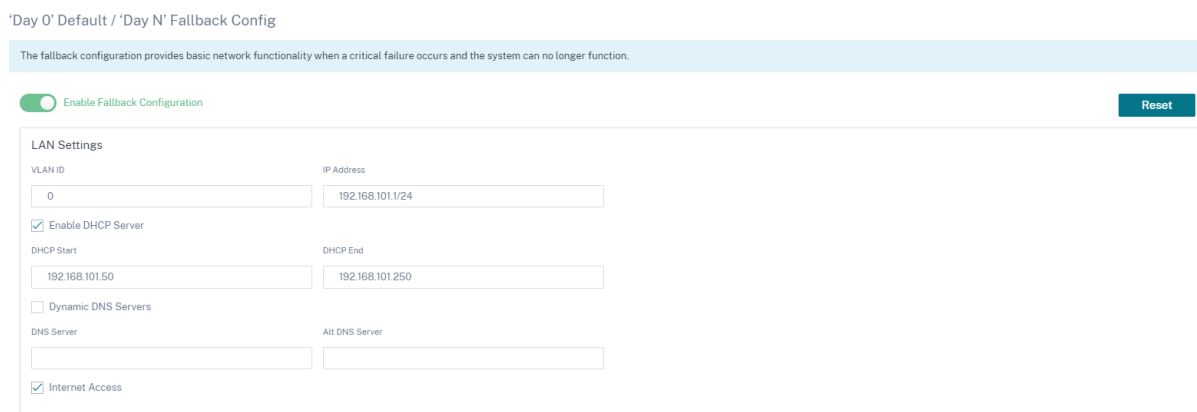 ‘Day 0’ Default / ‘Day N’ Fallback Config
The fallback configuration provides basic network functionality when a critical failure occurs and the system can no longer function.
Enable Fallback Configuration
Reset
LAN Settings
VLAN ID IP Address
0 192.168.101.1/24
Enable DHCP Server
DHCP Start DHCP End
192.168.101.50 192.168.101.250
Dynamic DNS Servers
DNS Server Alt DNS Server
Internet Access